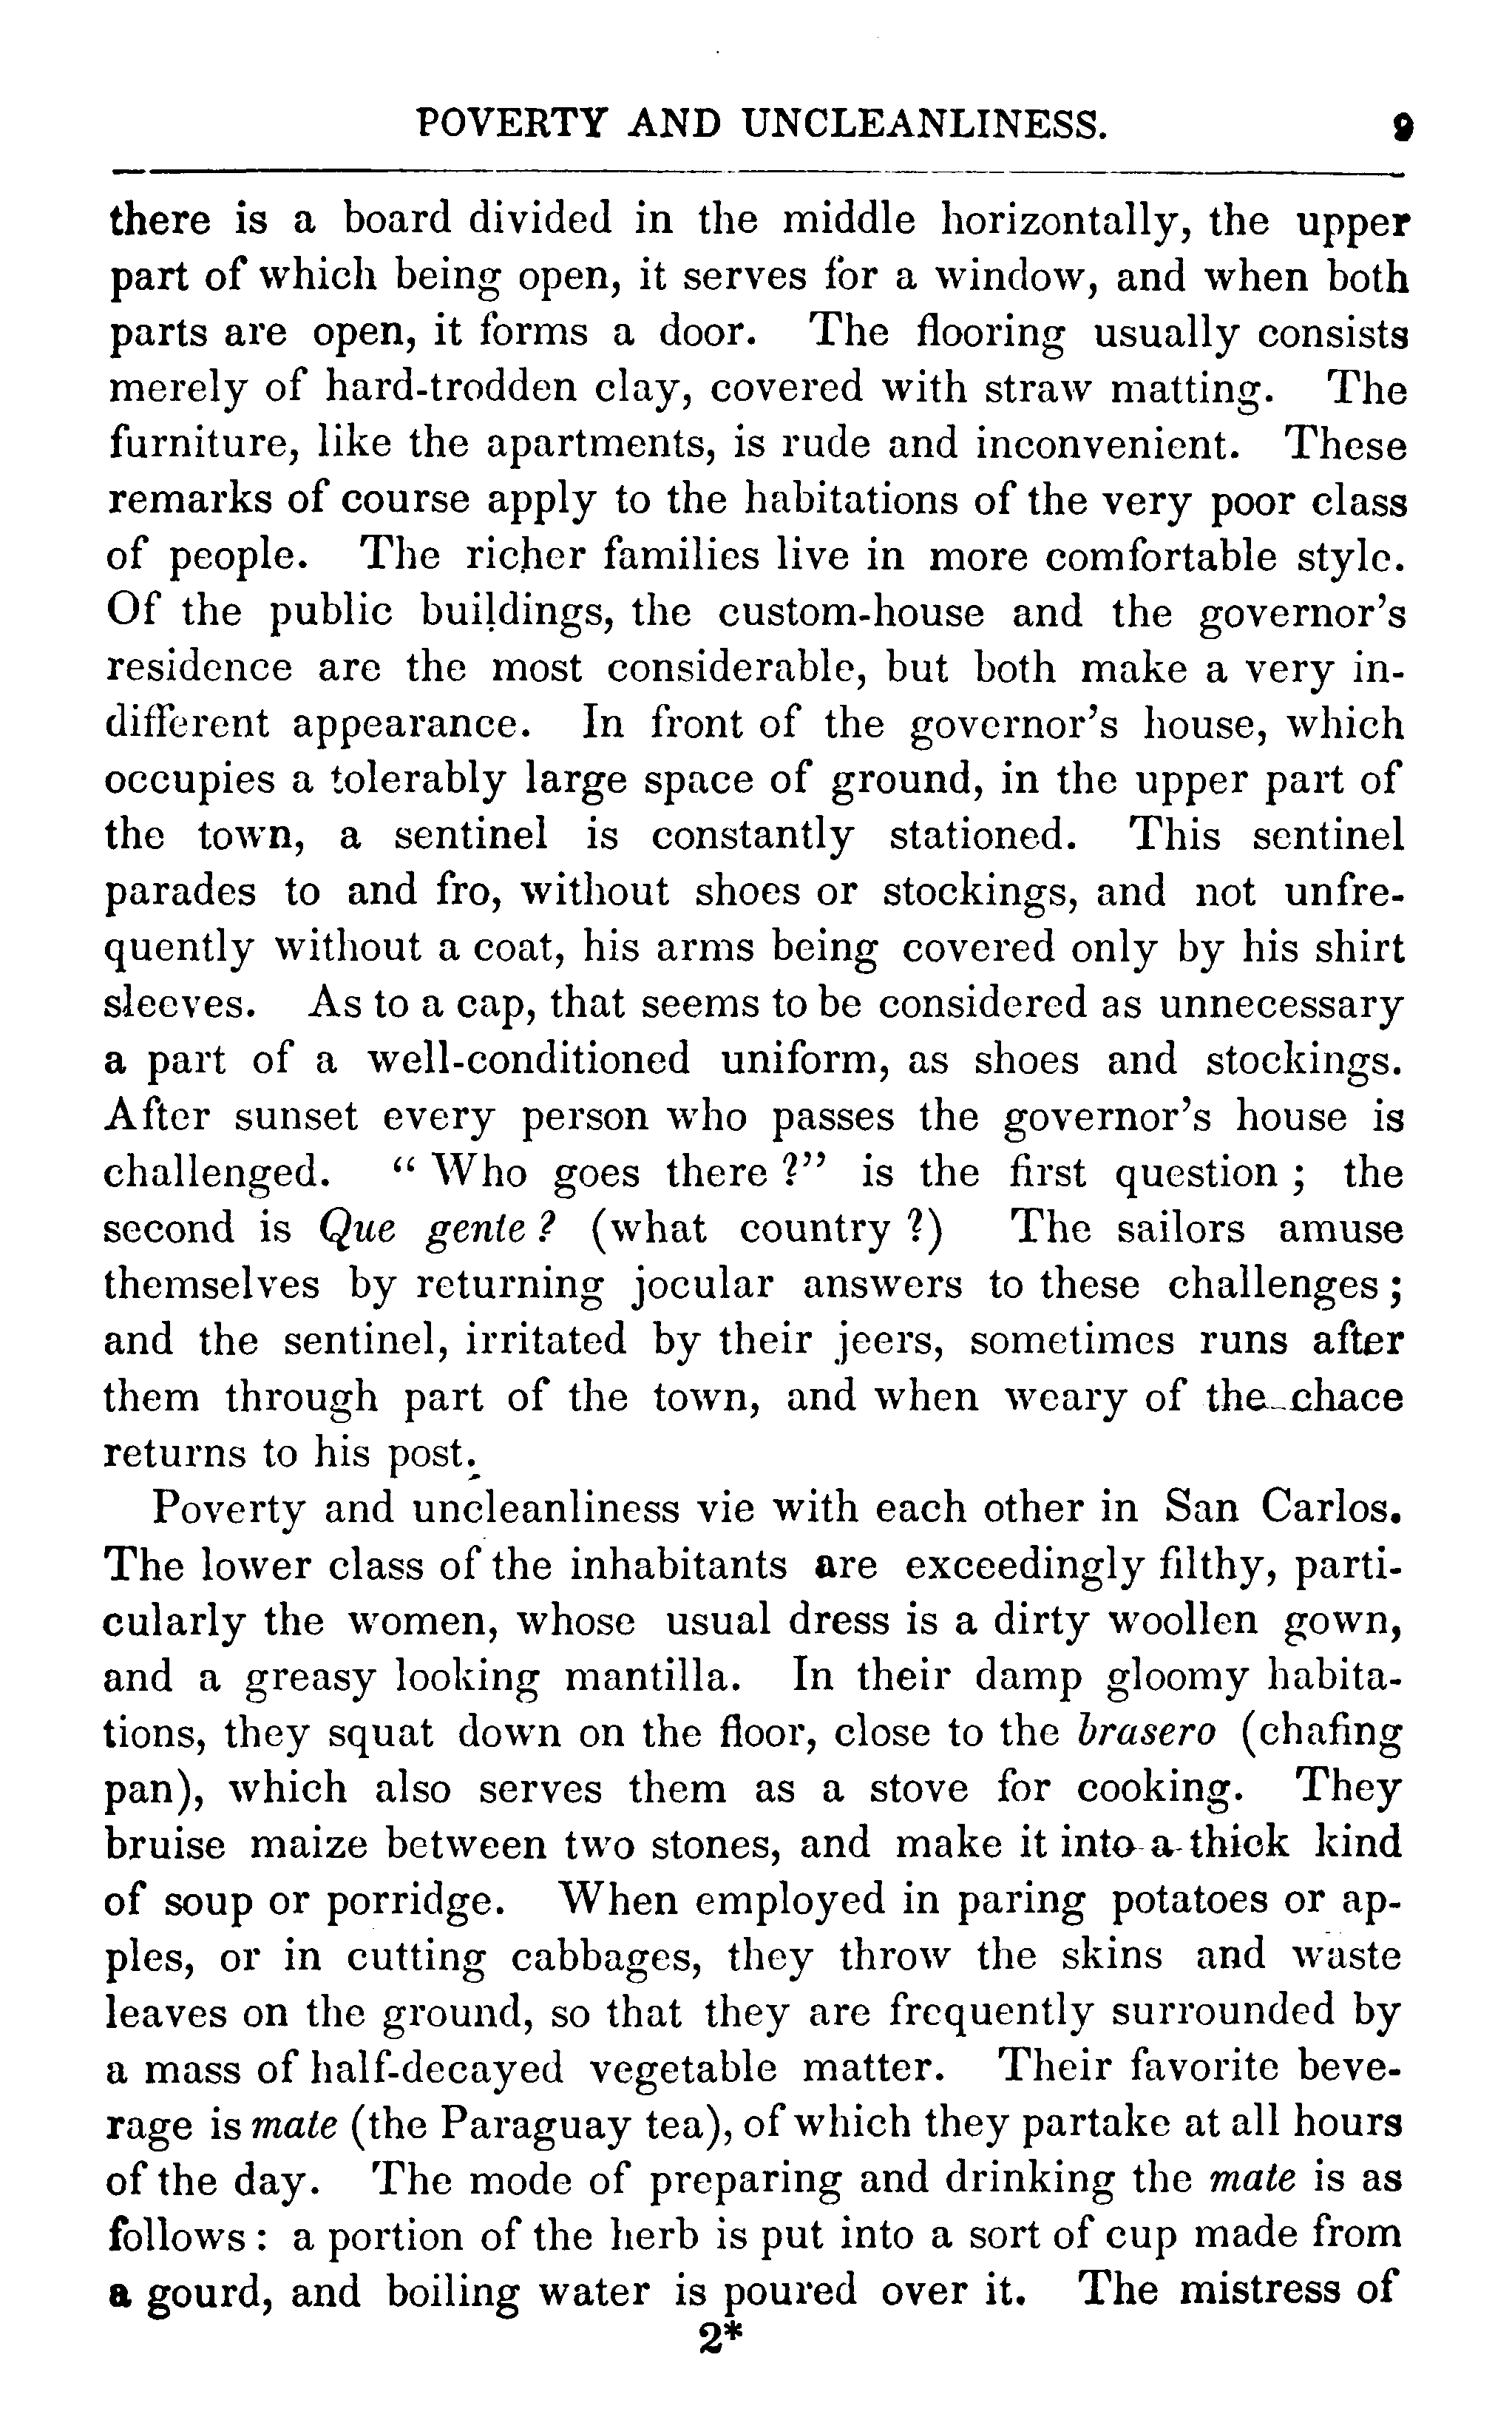 POVERTY AND UNCLEANLINESS. 9
there is a board divided in the middle horizontally, the upper
part of which being open, it serves for a window, and when both
parts are open, it forms a door. The flooring usually consists
merely of hard-trodden clay, covered with straw matting. The
furniture, like the apartments, is rude and inconvenient. These
remarks of course apply to the habitations of the very poor class
of people. The richer families live in more comfortable style.
Of the public buildings, the custom-house and the governor's
residence are the most considerable, but both make a very in-
different appearance. In front of the governor's house, which
occupies a tolerably large space of ground, in the upper part of
the town, a sentinel is constantly stationed. This sentinel
parades to and fro, without shoes or stockings, and not unfre-
quently without a coat, his arms being covered only by his shirt
sleeves. As to a cap, that seems to be considered as unnecessary
a part of a well-conditioned uniform, as shoes and stockings.
After sunset every person who passes the governor's house is
challenged. "Who goes there?" is the first question; the
second is Que gente? (what country?) The sailors amuse
themselves by returning jocular answers to these challenges;
and the sentinel, irritated by their jeers, sometimes runs after
them through part of the town, and when weary of the chace
returns to his post.
Poverty and uncleanliness vie with each other in San Carlos.
The lower class of the inhabitants are exceedingly filthy, parti-
cularly the women, whose usual dress is a dirty woollen gown,
and a greasy looking mantilla. In their damp gloomy habita-
tions, they squat down on the floor, close to the brasero (chafing
pan), which also serves them as a stove for cooking. They
bruise maize between two stones, and make it into a thick kind
of soup or porridge. When employed in paring potatoes or ap-
ples, or in cutting cabbages, they throw the skins and waste
leaves on the ground, so that they are frequently surrounded by
a mass of half-decayed vegetable matter. Their favorite beve-
rage is mate (the Paraguay tea), of which they partake at all hours
of the day. The mode of preparing and drinking the mate is as
follows: a portion of the herb is put into a sort of cup made from
a gourd, and boiling water is poured over it. The mistress of
2*